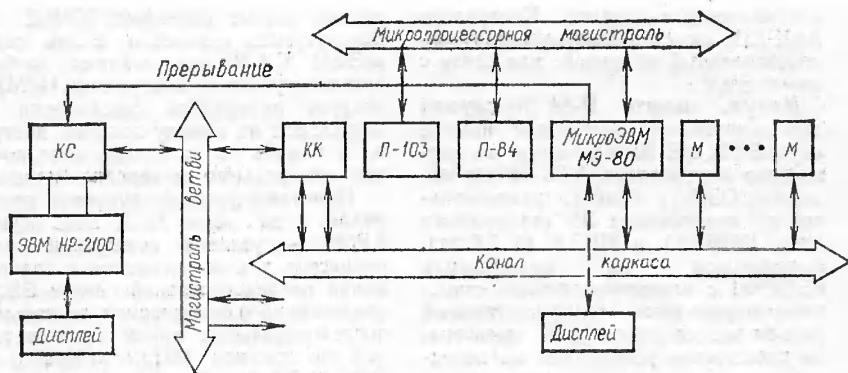 Микропроцессорная магистраль
Прерывание
КС
Магистраль ветви
КК
П-103
П-84
МикроЭВМ
МЭ-80
М
• • •
М
ЭВМ НР-2100
Канал каркаса
Дисплей
Дисплей